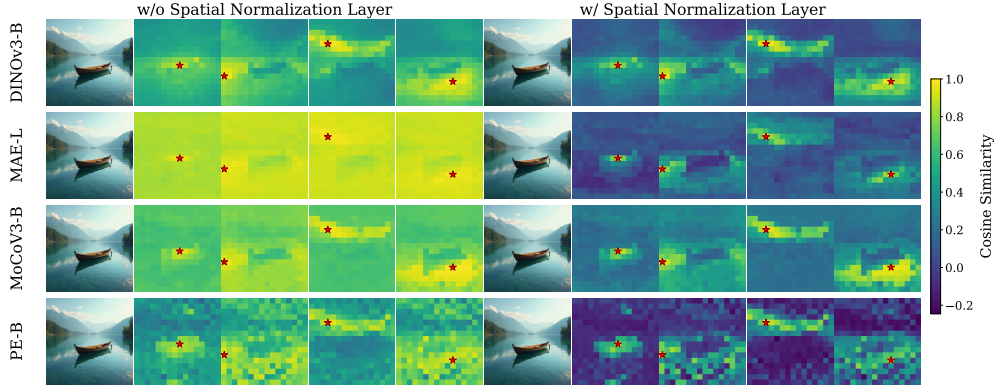 w/o Spatial Normalization Layer
w/ Spatial Normalization Layer
DINOv3-B
MAE-L
MoCoV3-B
PE-B
1.0
0.8
0.6
0.4
0.2
0.0
−0.2
Cosine Similarity